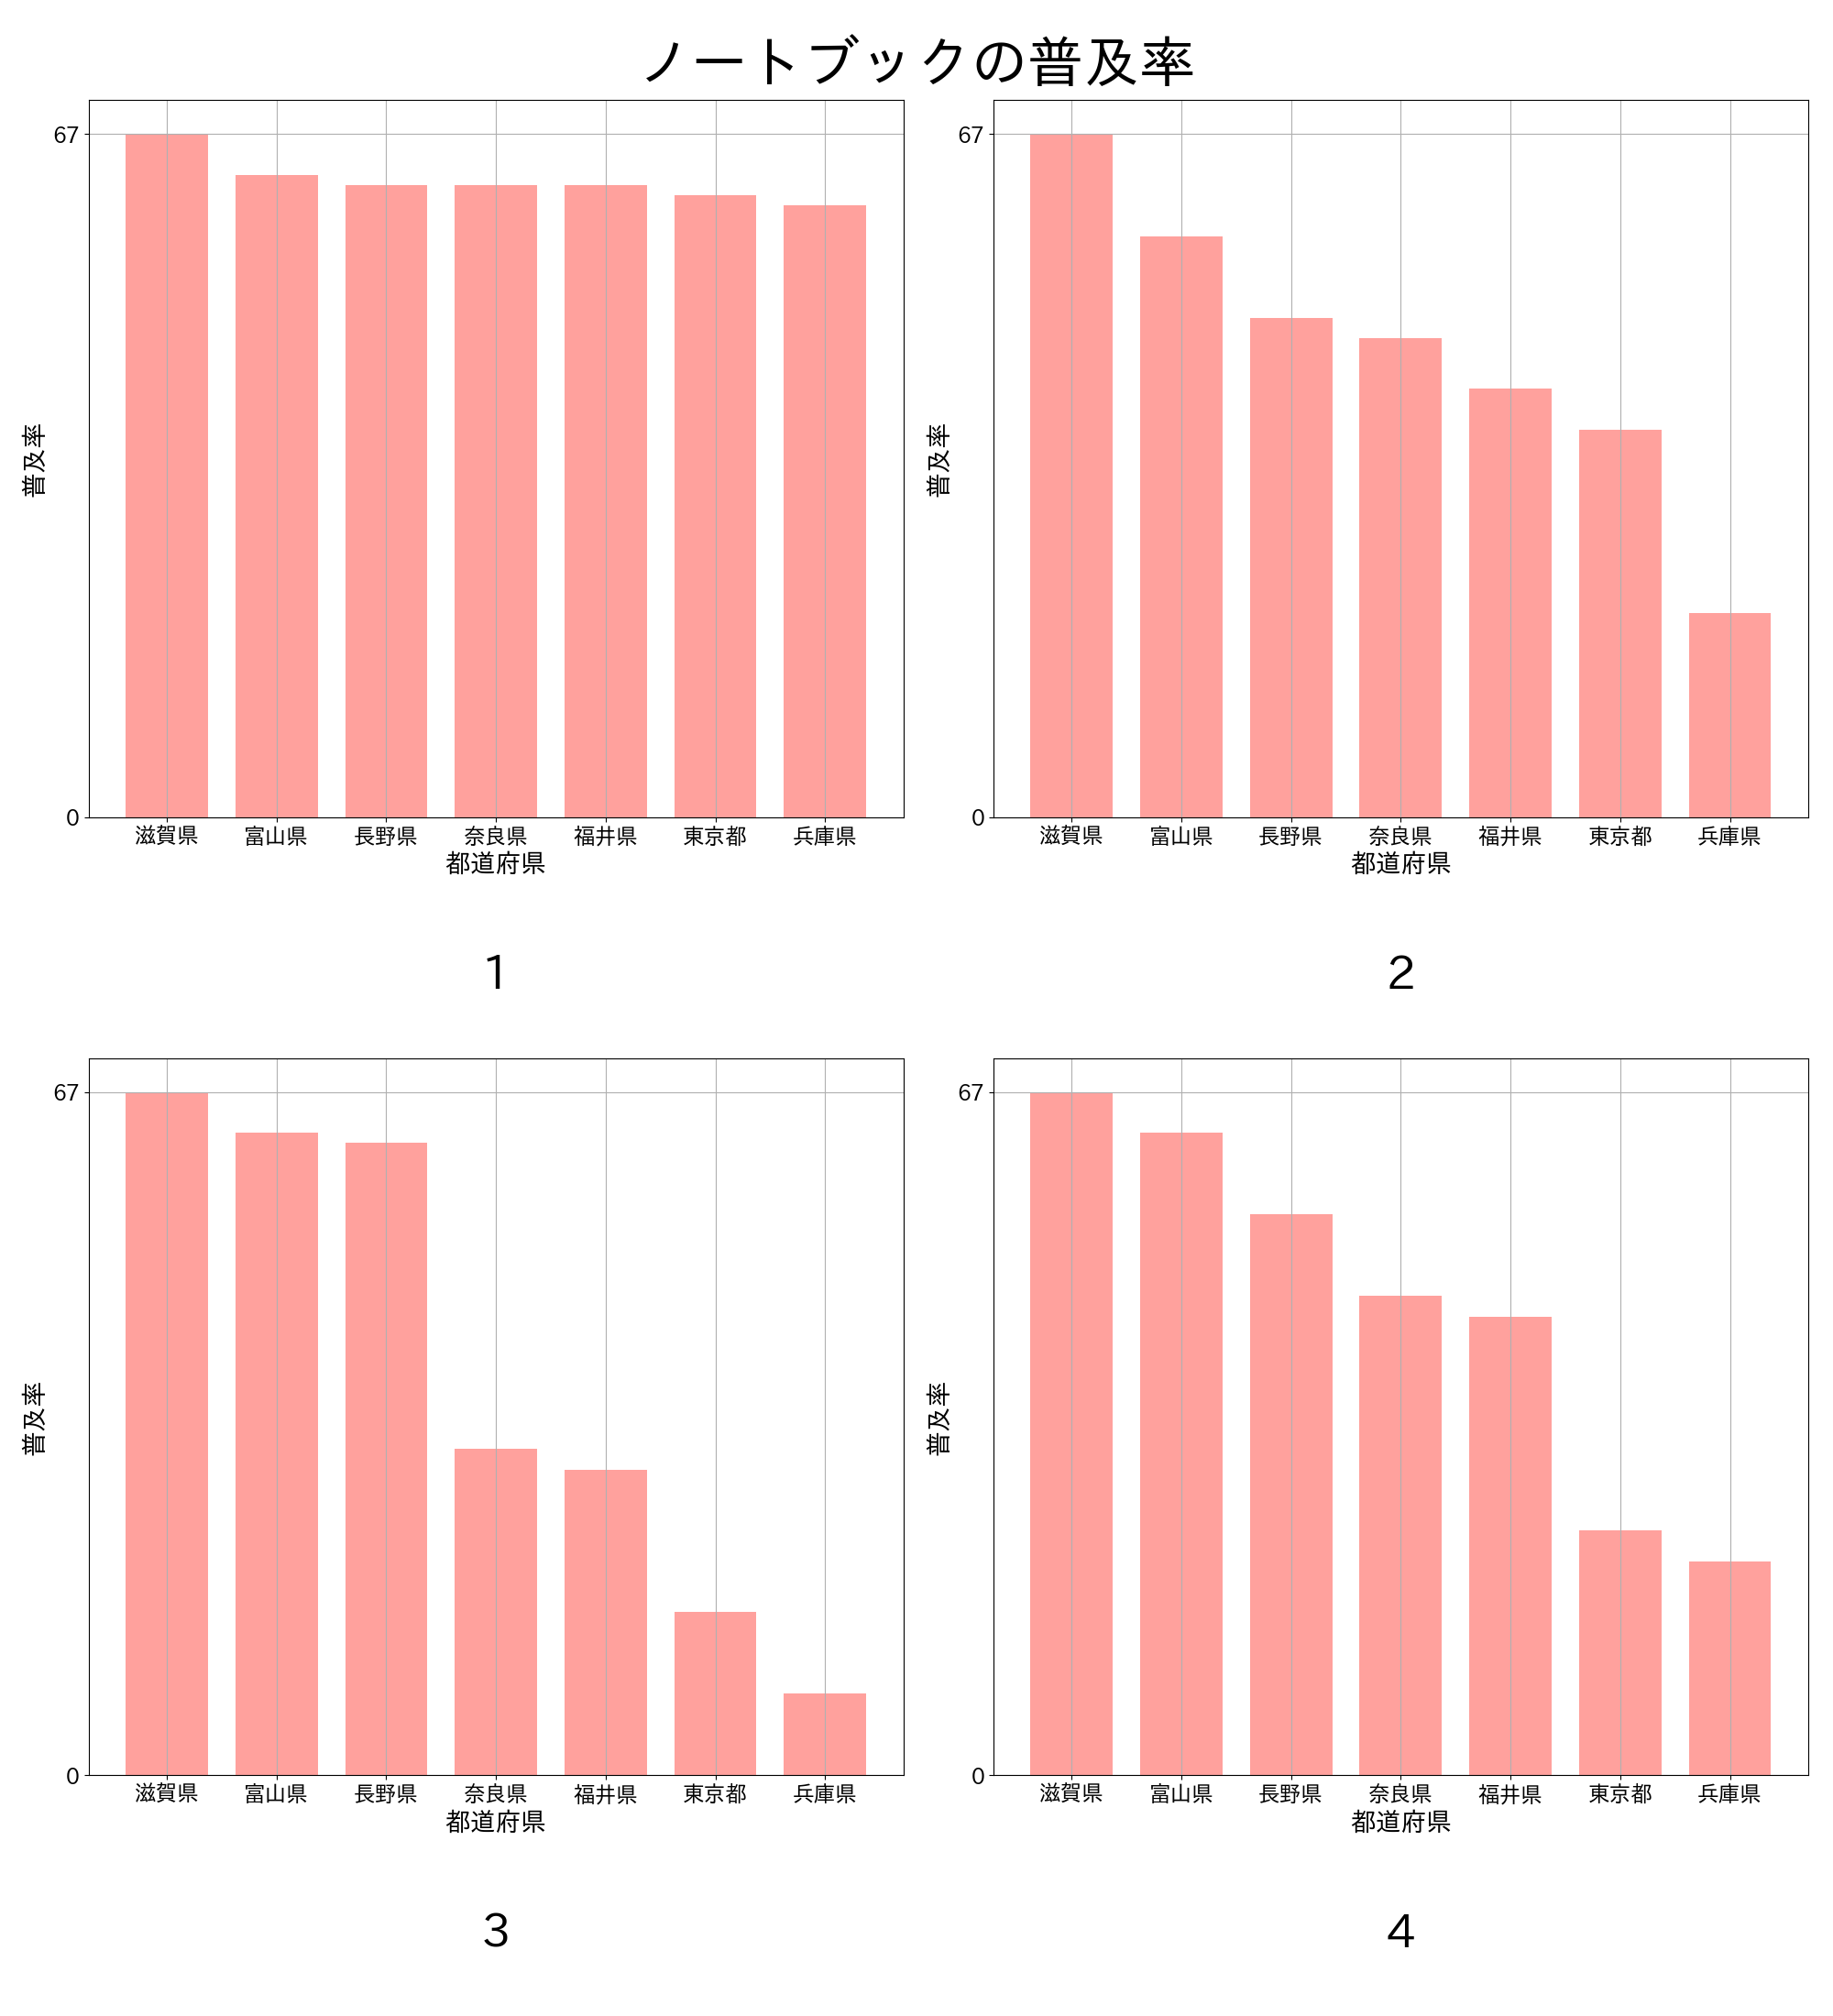 ノートブックの普及率
67
0
普及率
滋賀県 富山県 長野県 奈良県 福井県 東京都 兵庫県
都道府県
1
67
0
普及率
滋賀県 富山県 長野県 奈良県 福井県 東京都 兵庫県
都道府県
2
67
0
普及率
滋賀県 富山県 長野県 奈良県 福井県 東京都 兵庫県
都道府県
3
67
0
普及率
滋賀県 富山県 長野県 奈良県 福井県 東京都 兵庫県
都道府県
4